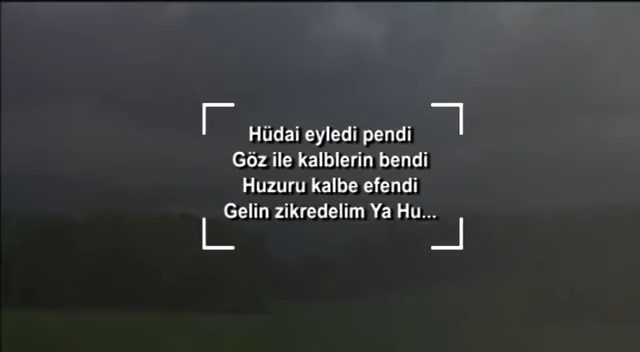 Hüdai eyledi pendi
Göz ile kalblerin bendi
Huzuru kalbe efendi
Gelin zikredelim Ya Hu...